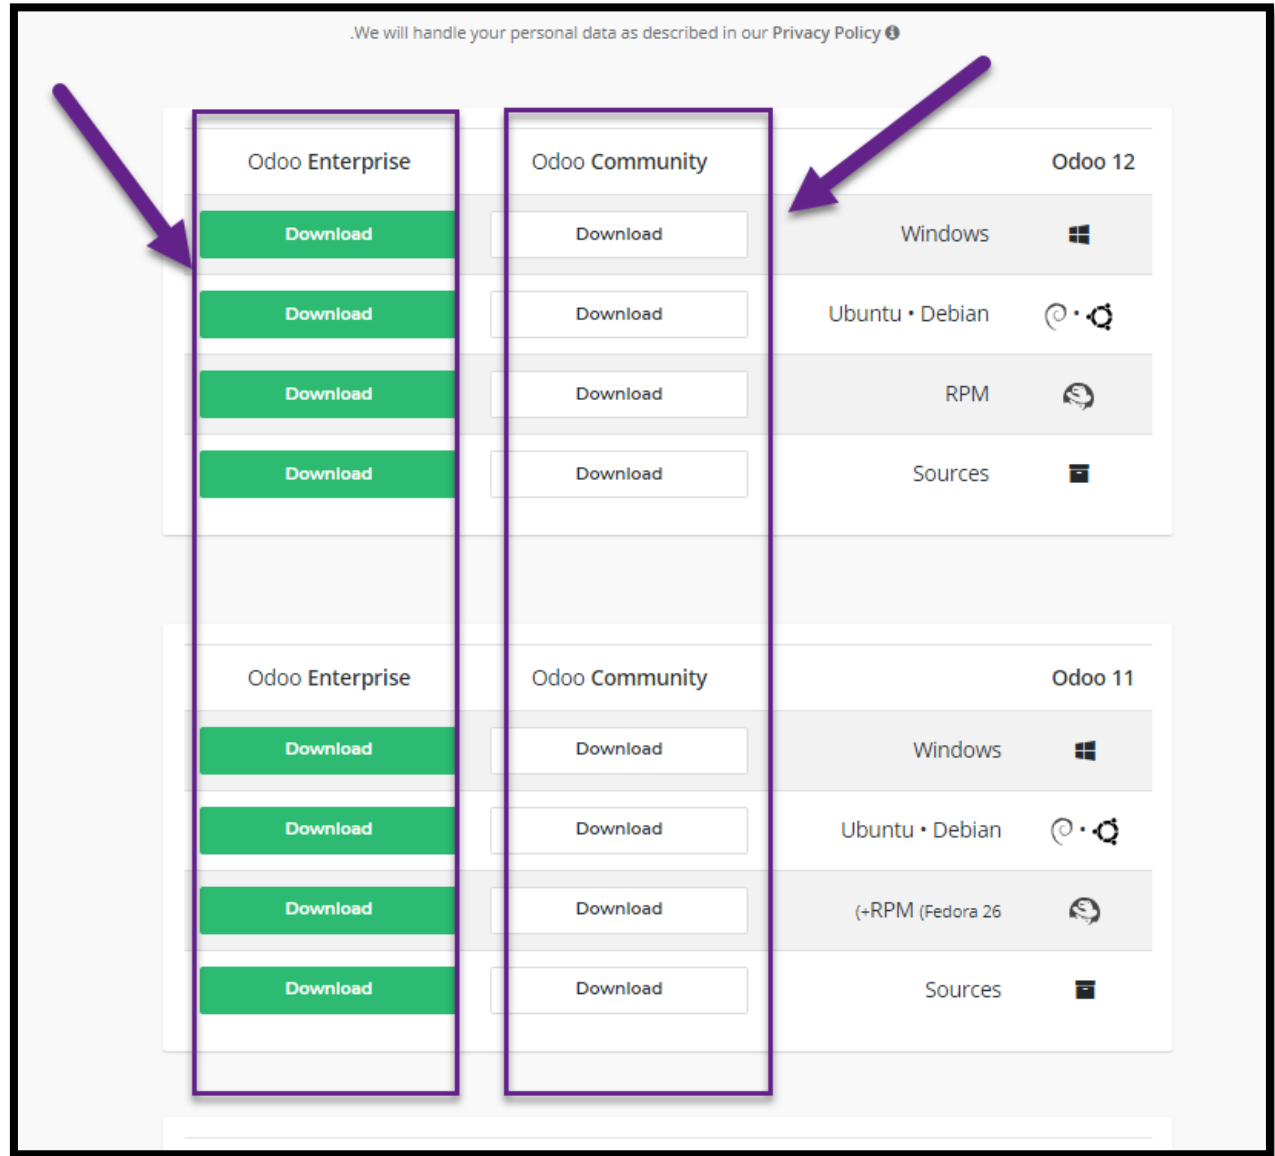 .We will handle your personal data as described in our Privacy Policy
Odoo Enterprise Odoo Community Odoo 12
Download Download Windows
Download Download Ubuntu • Debian
Download Download RPM
Download Download Sources
Odoo Enterprise Odoo Community Odoo 11
Download Download Windows
Download Download Ubuntu • Debian
Download Download (+RPM (Fedora 26
Download Download Sources